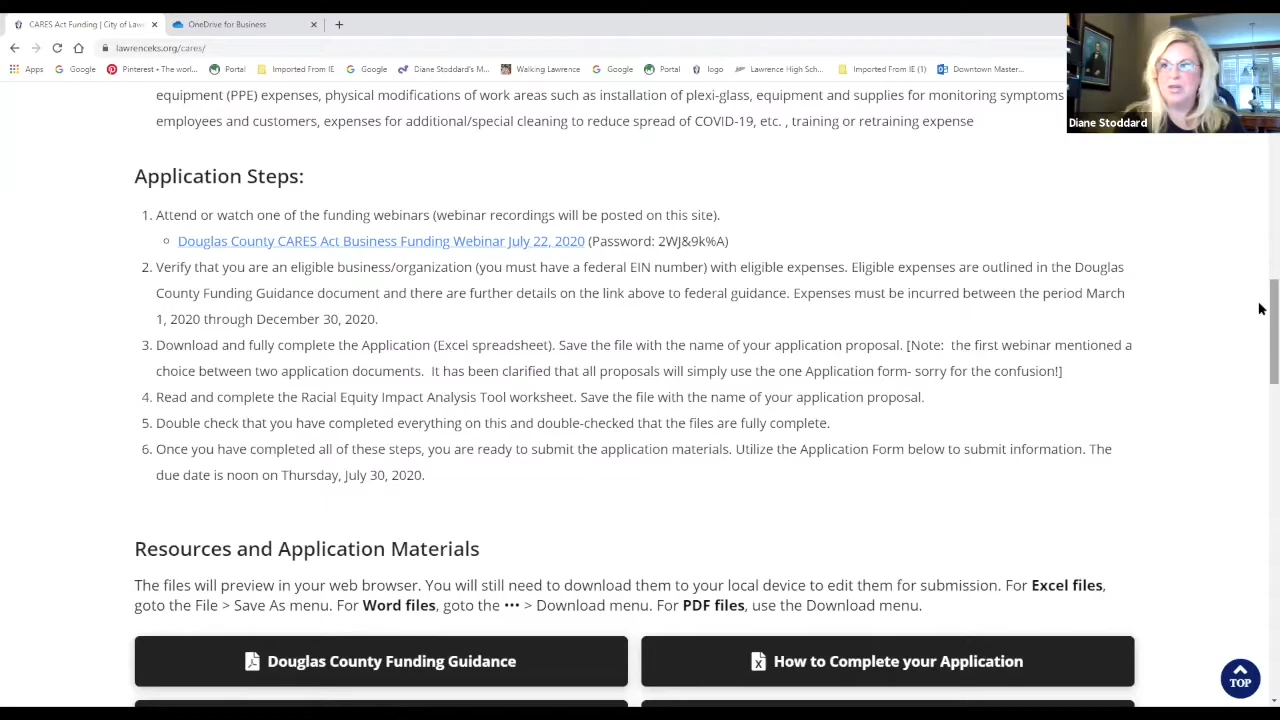 CARES Act Funding | City of Law
OneDrive for Business
lawrenceks.org/cares/
Apps
Google
Pinterest • The worl...
Portal
Imported From IE
Google
Diane Stoddard's M...
Walking Lawrence
Google
Portal
logo
Lawrence High Sch...
Imported From IE (1)
Downtown Master...
Diane Stoddard
equipment (PPE) expenses, physical modifications of work areas such as installation of plexi-glass, equipment and supplies for monitoring symptoms
employees and customers, expenses for additional/special cleaning to reduce spread of COVID-19, etc. , training or retraining expense
Application Steps:
1. Attend or watch one of the funding webinars (webinar recordings will be posted on this site).
Douglas County CARES Act Business Funding Webinar July 22, 2020 (Password: 2WJ&9k%A)
2. Verify that you are an eligible business/organization (you must have a federal EIN number) with eligible expenses. Eligible expenses are outlined in the Douglas
County Funding Guidance document and there are further details on the link above to federal guidance. Expenses must be incurred between the period March
1, 2020 through December 30, 2020.
3. Download and fully complete the Application (Excel spreadsheet). Save the file with the name of your application proposal. [Note: the first webinar mentioned a
choice between two application documents. It has been clarified that all proposals will simply use the one Application form- sorry for the confusion!]
4. Read and complete the Racial Equity Impact Analysis Tool worksheet. Save the file with the name of your application proposal.
5. Double check that you have completed everything on this and double-checked that the files are fully complete.
6. Once you have completed all of these steps, you are ready to submit the application materials. Utilize the Application Form below to submit information. The
due date is noon on Thursday, July 30, 2020.
Resources and Application Materials
The files will preview in your web browser. You will still need to download them to your local device to edit them for submission. For Excel files,
goto the File > Save As menu. For Word files, goto the ••• > Download menu. For PDF files, use the Download menu.
Douglas County Funding Guidance
How to Complete your Application
TOP